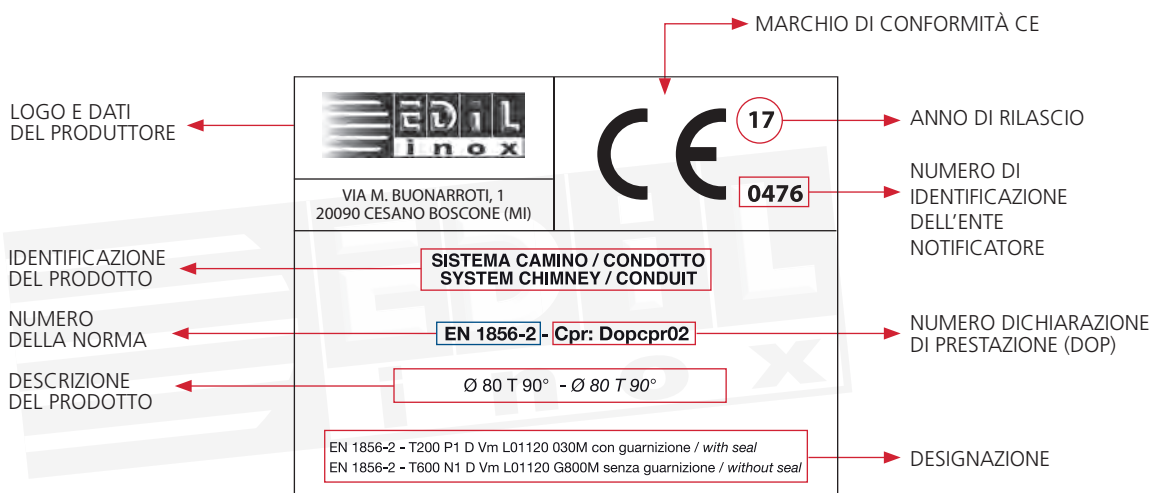 MARCHIO DI CONFORMITÀ CE
LOGO E DATI
DEL PRODUTTORE
EDIL
inox
VIA M. BUONARROTI, 1
20090 CESANO BOSCONE (MI)
CE
17
0476
ANNO DI RILASCIO
NUMERO DI
IDENTIFICAZIONE
DELL'ENTE
NOTIFICATORE
IDENTIFICAZIONE
DEL PRODOTTO
SISTEMA CAMINO / CONDOTTO
SYSTEM CHIMNEY / CONDUIT
NUMERO
DELLA NORMA
EN 1856-2 - Cpr: Dopcpr02
NUMERO DICHIARAZIONE
DI PRESTAZIONE (DOP)
DESCRIZIONE
DEL PRODOTTO
Ø 80 T 90° - Ø 80 T 90°
EN 1856-2 - T200 P1 D Vm L01120 030M con guarnizione / with seal
EN 1856-2 - T600 N1 D Vm L01120 G800M senza guarnizione / without seal
DESIGNAZIONE
EDIL
inox